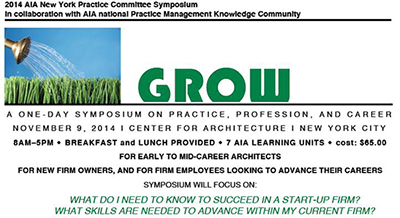 2014 AIA New York Practice Committee Symposium
in collaboration with AIA national Practice Management Knowledge Community
GROW
A ONE-DAY SYMPOSIUM ON PRACTICE, PROFESSION, AND CAREER
NOVEMBER 9, 2014 I CENTER FOR ARCHITECTURE I NEW YORK CITY
8AM–5PM • BREAKFAST and LUNCH PROVIDED • 7 AIA LEARNING UNITS • cost: $65.00
FOR EARLY TO MID-CAREER ARCHITECTS
FOR NEW FIRM OWNERS, AND FOR FIRM EMPLOYEES LOOKING TO ADVANCE THEIR CAREERS
SYMPOSIUM WILL FOCUS ON:
WHAT DO I NEED TO KNOW TO SUCCEED IN A START-UP FIRM?
WHAT SKILLS ARE NEEDED TO ADVANCE WITHIN MY CURRENT FIRM?